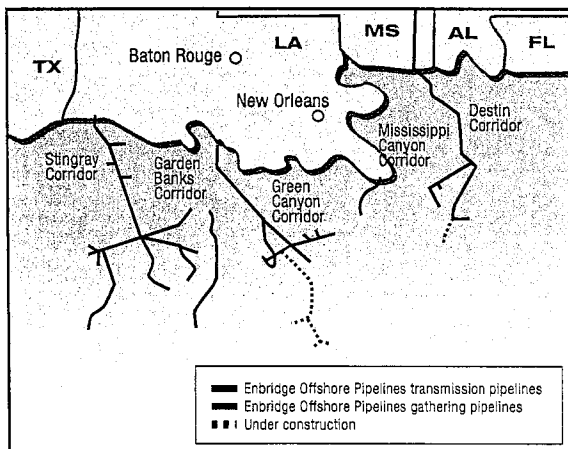 TX
LA
MS
AL
FL
Baton Rouge
New Orleans
Stingray
Corridor
Garden
Banks
Corridor
Green
Canyon
Corridor
Mississippi
Canyon
Corridor
Destin
Corridor
Enbridge Offshore Pipelines transmission pipelines
Enbridge Offshore Pipelines gathering pipelines
Under construction